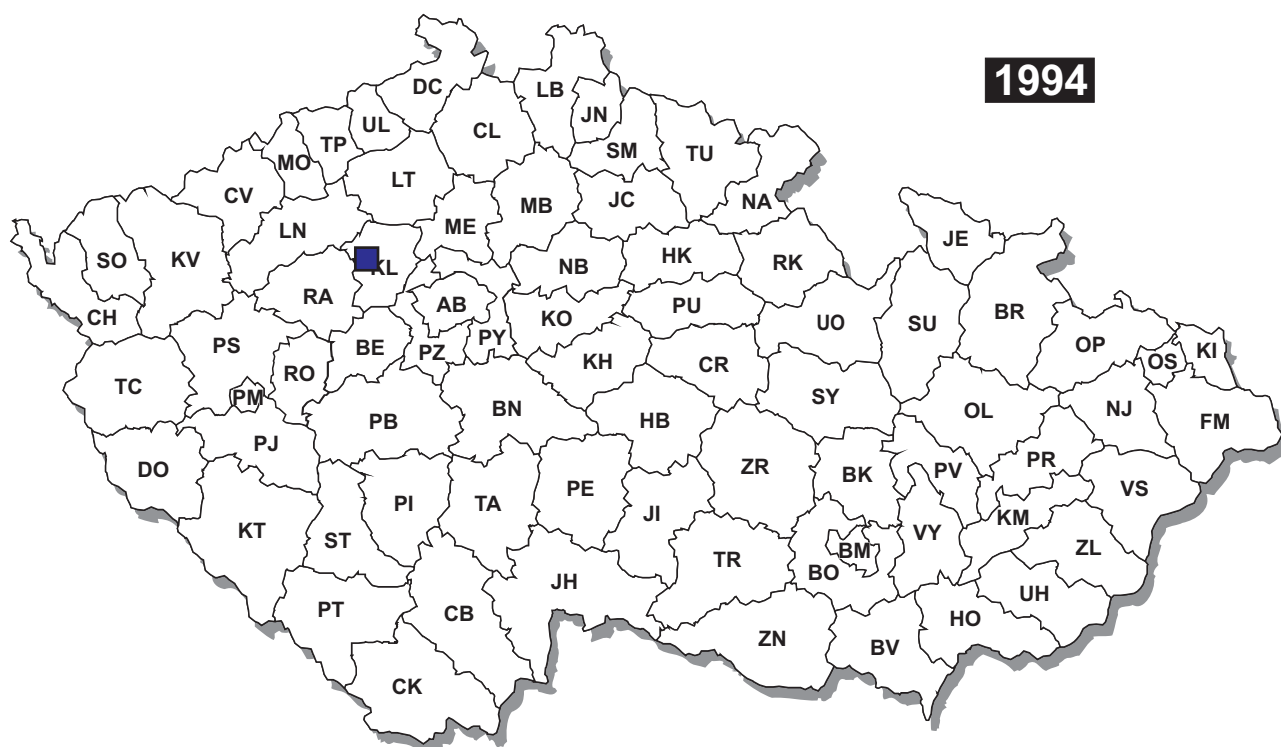 1994
DC
LB
JN
UL
CL
TP
MO
SM
TU
LT
CV
JC
NA
MB
LN
ME
JE
SO
KV
KL
NB
HK
RK
RA
AB
KO
PU
CH
UO
SU
BR
PS
BE
PZ
PY
OP
OS
KI
RO
KH
CR
TC
PM
SY
PB
BN
HB
OL
NJ
FM
PJ
DO
ZR
BK
PV
PR
VS
KT
PI
TA
PE
JI
KM
ST
VY
BM
ZL
TR
BO
JH
PT
CB
UH
HO
ZN
BV
CK